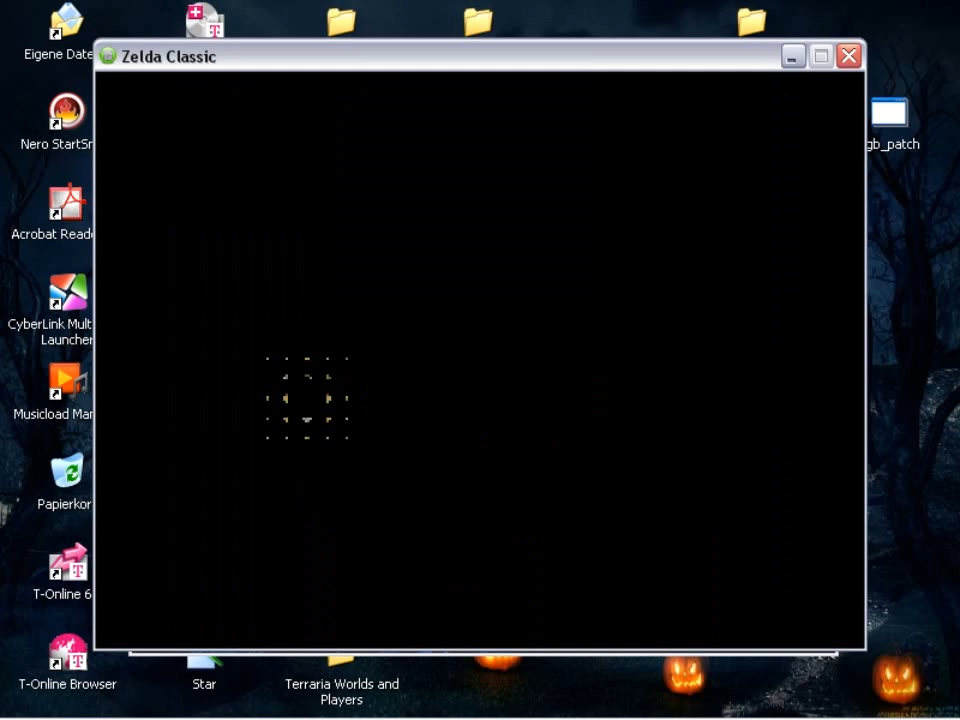 Eigene Date
Zelda Classic
Nero StartSm
gb_patch
Acrobat Reade
CyberLink Mult
Launcher
Musicload Man
Papierkor
T-Online 6
T-Online Browser
Star
Terraria Worlds and
Players